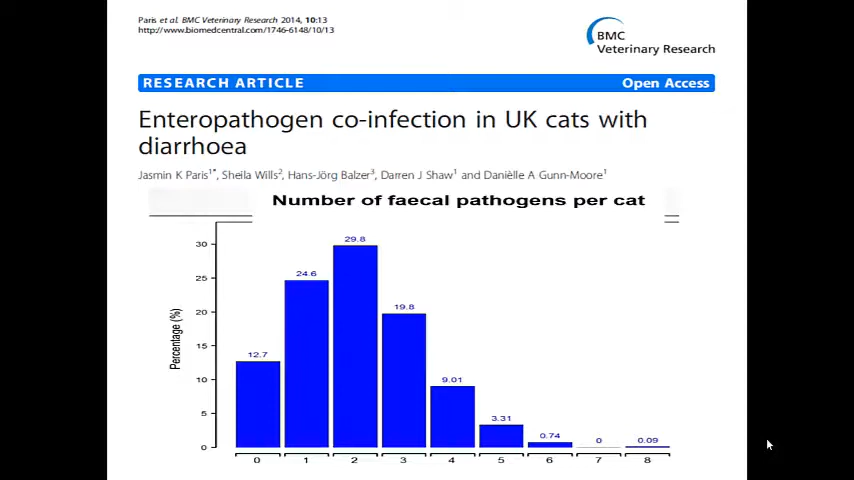 Paris et al. BMC Veterinary Research 2014, 10:13
http://www.biomedcentral.com/1746-6148/10/13
BMC
Veterinary Research
RESEARCH ARTICLE Open Access
Enteropathogen co-infection in UK cats with
diarrhoea
Jasmin K Paris1*, Sheila Wills2, Hans-Jörg Balzer3, Darren J Shaw1 and Danièlle A Gunn-Moore1
Number of faecal pathogens per cat
Percentage (%)
30
25
20
15
10
5
0
12.7
24.6
29.8
19.8
9.01
3.31
0.74
0
0.09
0 1 2 3 4 5 6 7 8